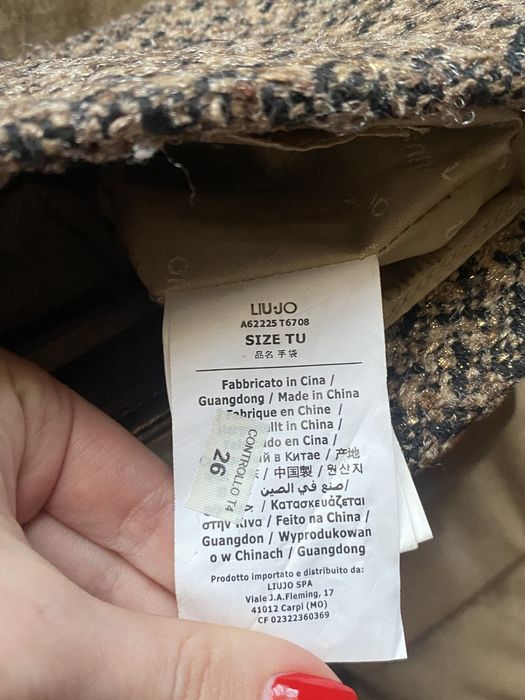 LIU·JO
A62225 T6708
SIZE TU
品名 手袋
Fabbricato in Cina /
Guangdong / Made in China
Fabrique en Chine /
llt in China /
do en Cina /
й в Китае / 产地
/ 中国製 / 원산지
/ صنع في الصين
Κ / Κατασκευάζεται
στην Κίνα / Feito na China /
Guangdon / Wyprodukowan
o w Chinach / Guangdong
Prodotto importato e distribuito da:
LIUJO SPA
Viale J.A.Fleming, 17
41012 Carpi (MO)
CF 02322360369
CONTROLLO T4
26